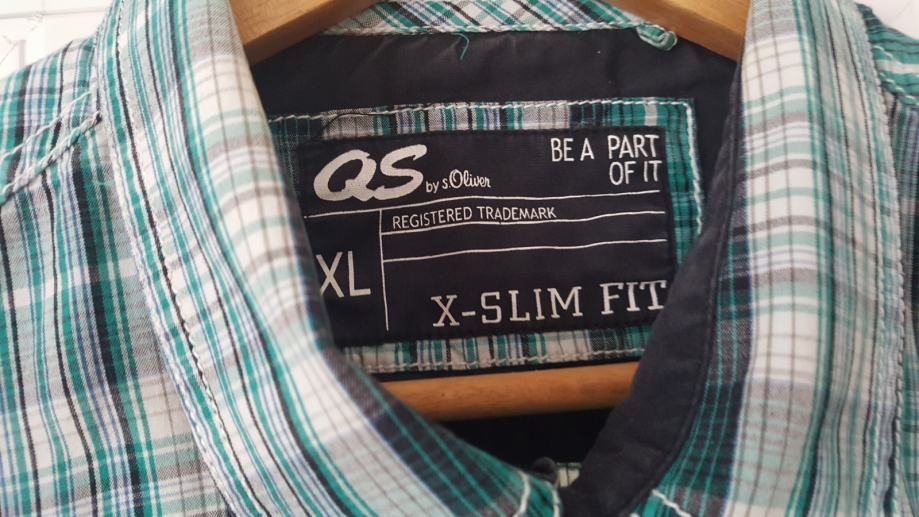 QS by s.Oliver
BE A PART
OF IT
REGISTERED TRADEMARK
XL
X-SLIM FIT